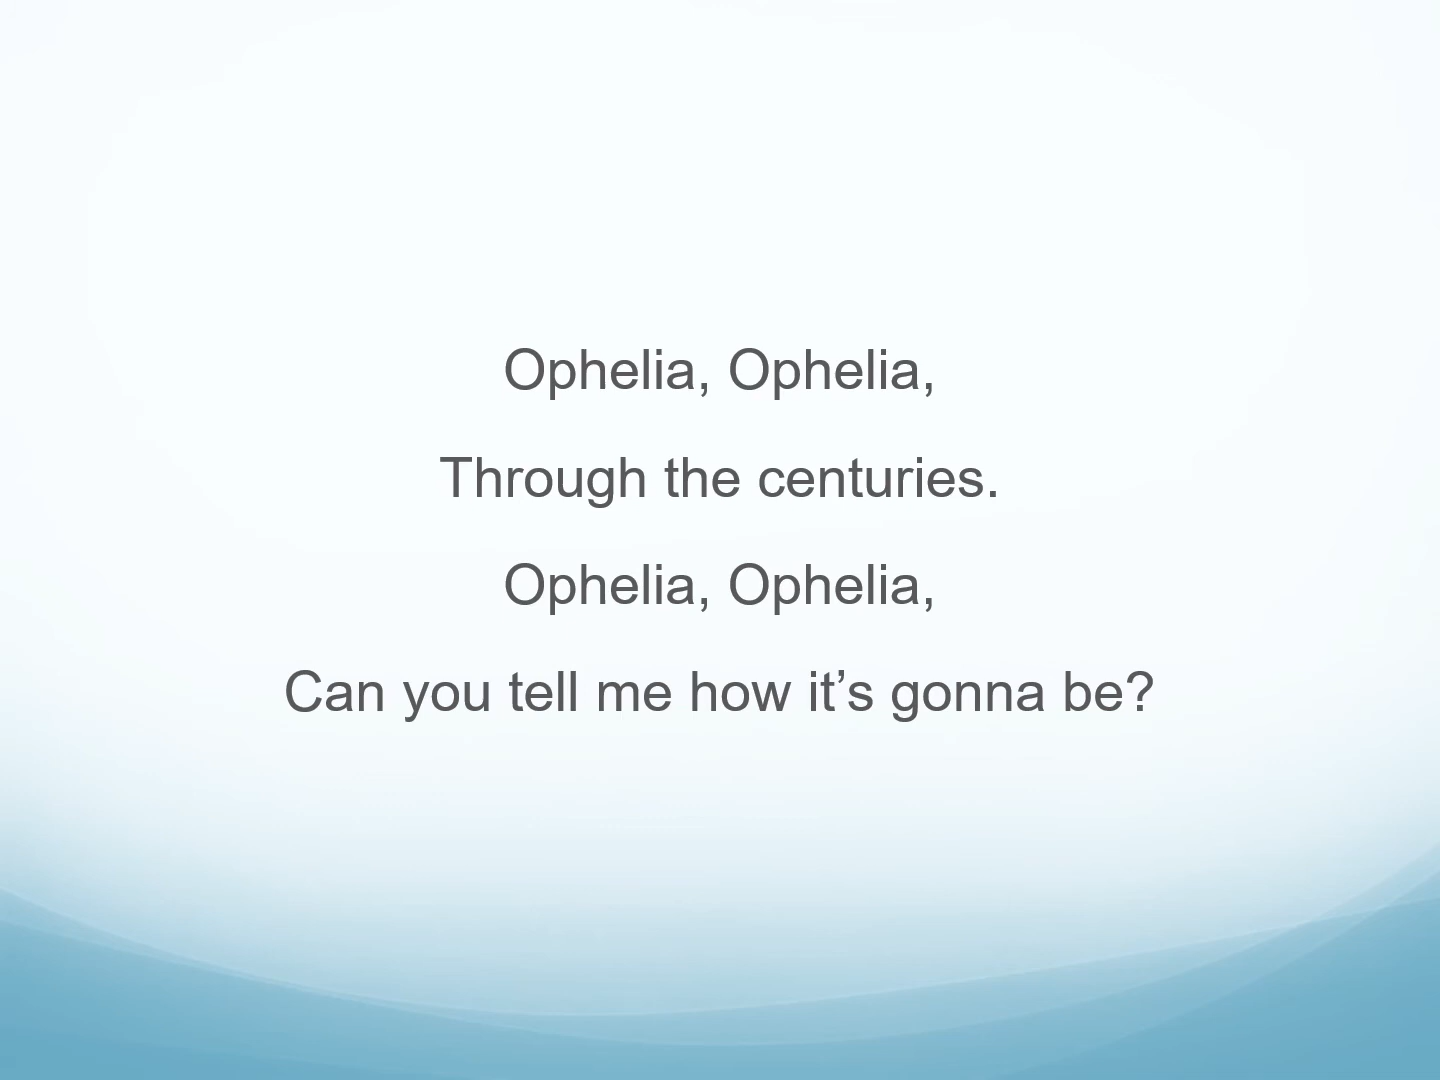 Ophelia, Ophelia,
Through the centuries.
Ophelia, Ophelia,
Can you tell me how it’s gonna be?